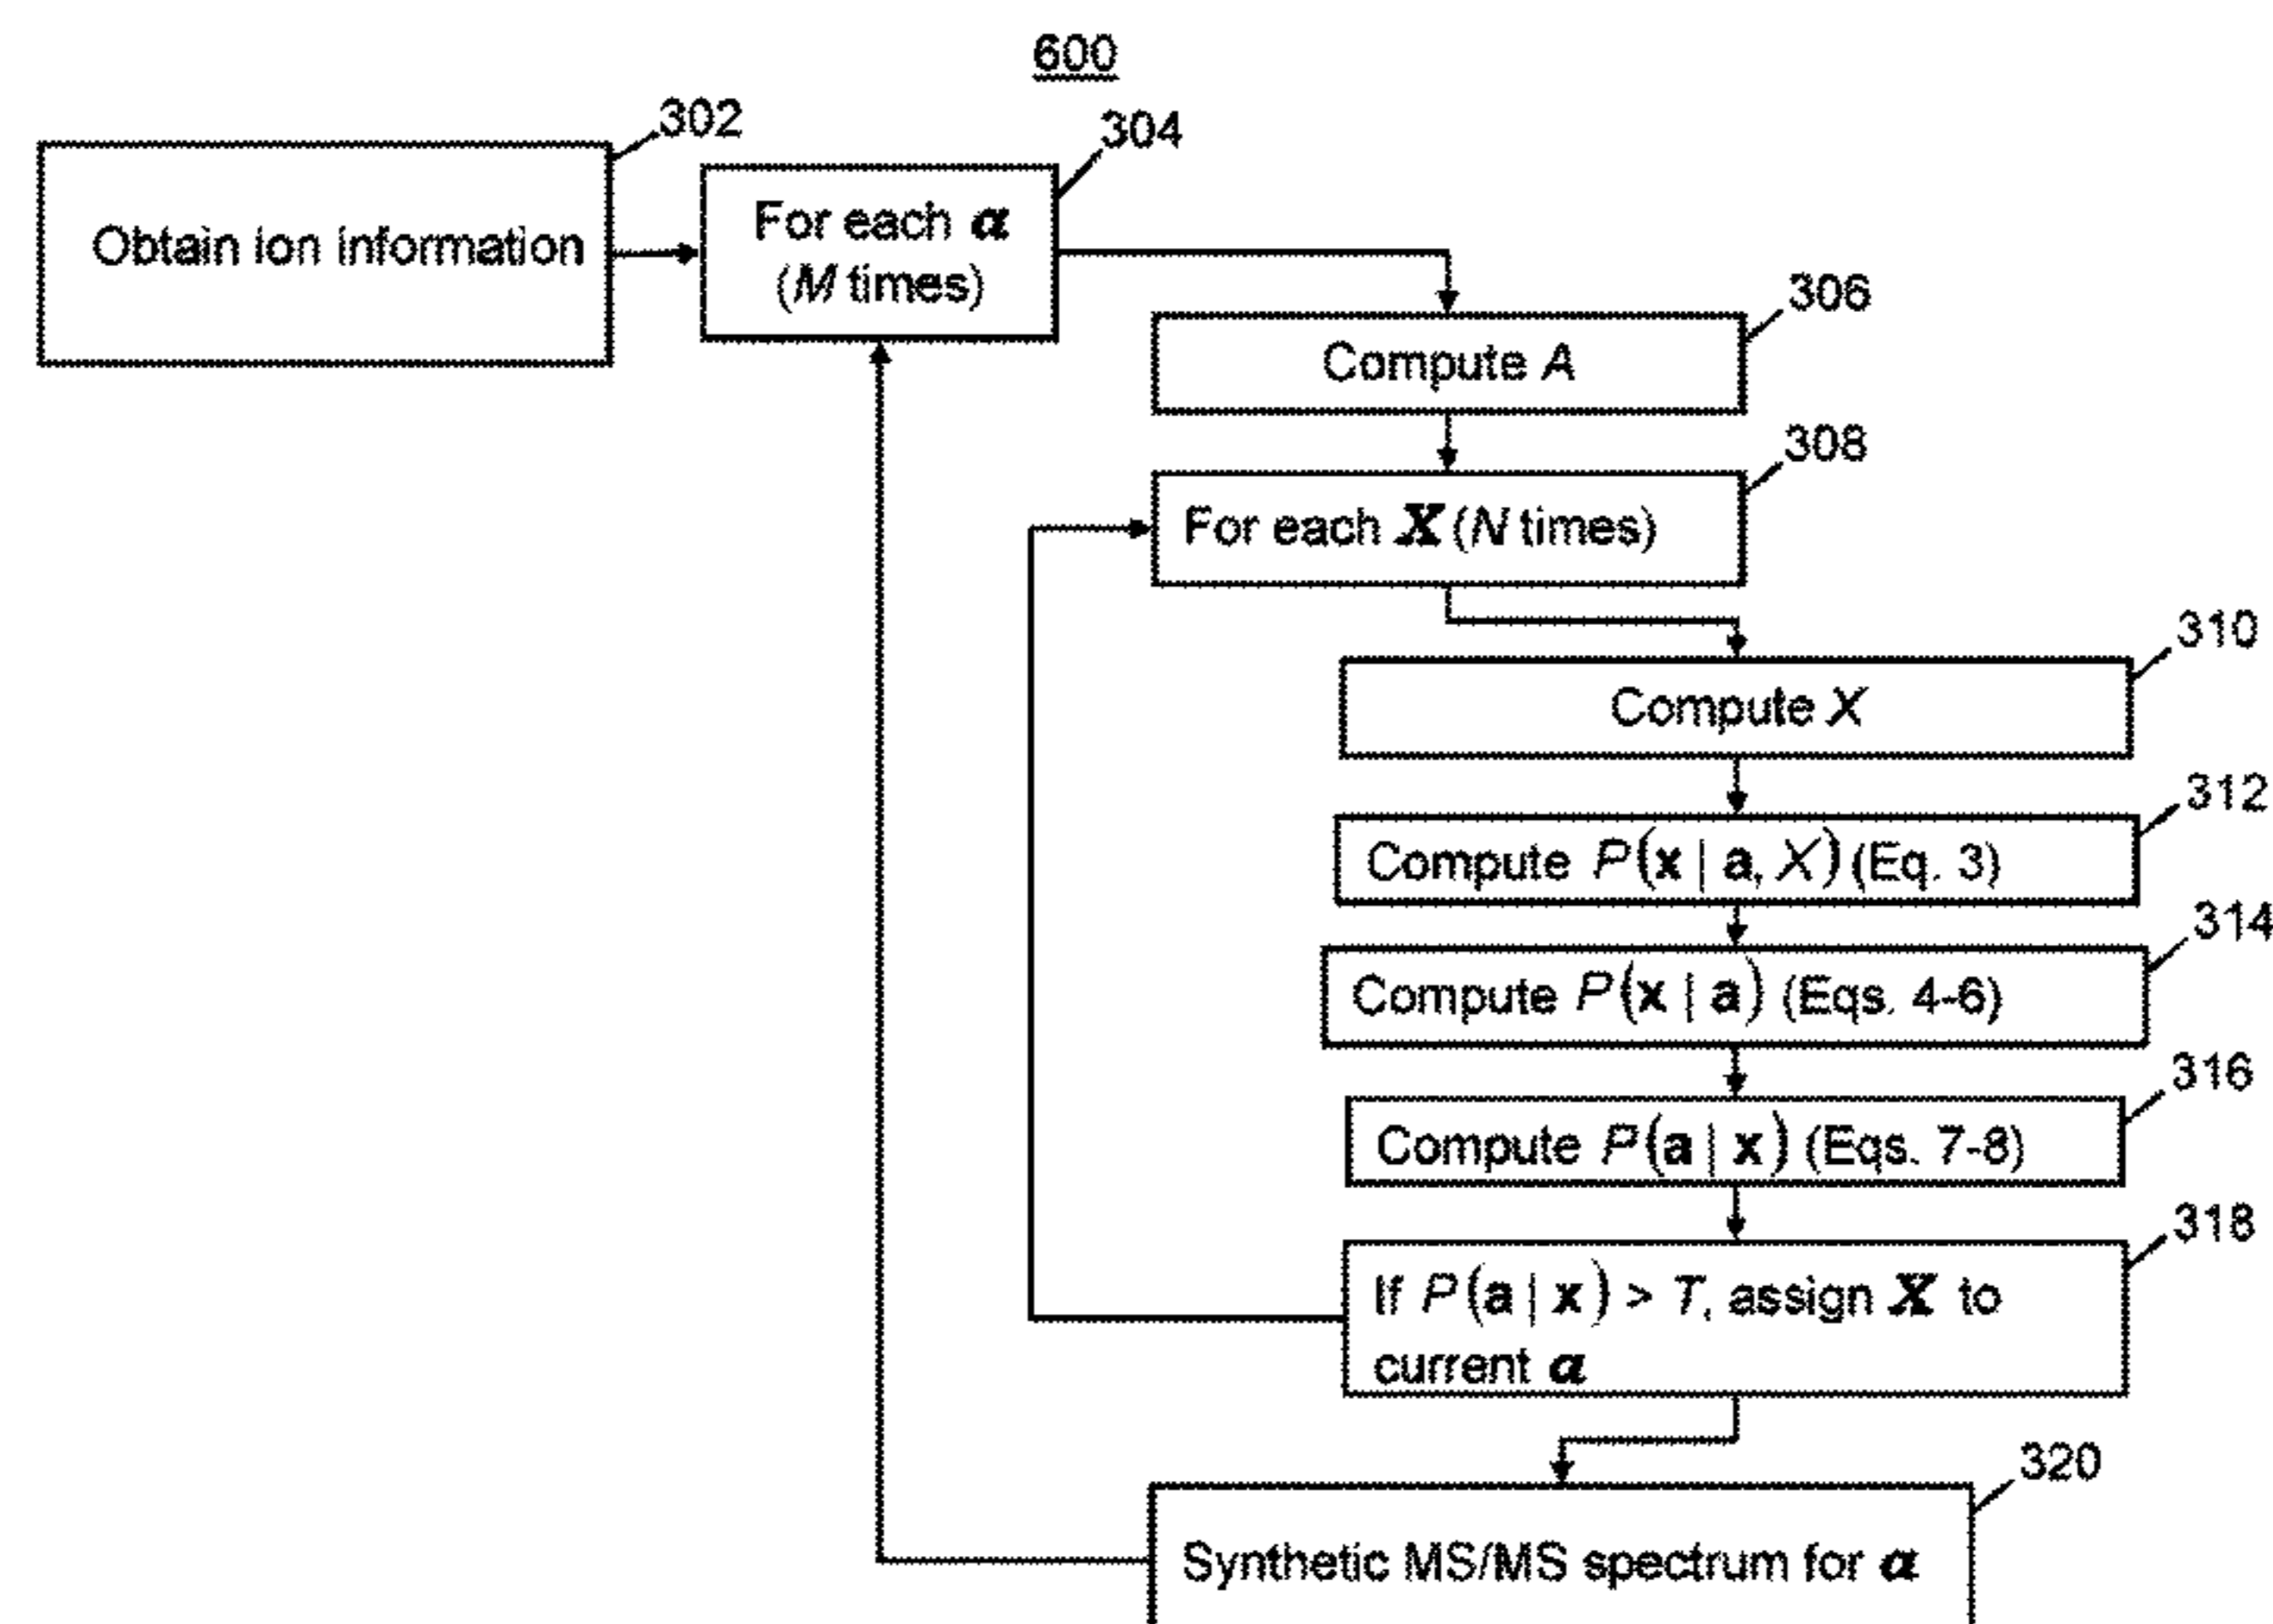 600
302
304
Obtain ion information
For each α
(M times)
306
Compute A
308
For each X (N times)
310
Compute X
312
Compute P(x | a, X) (Eq. 3)
314
Compute P(x | a) (Eqs. 4-6)
316
Compute P(a | x) (Eqs. 7-8)
318
If P(a | x) > T, assign X to
current α
320
Synthetic MS/MS spectrum for α